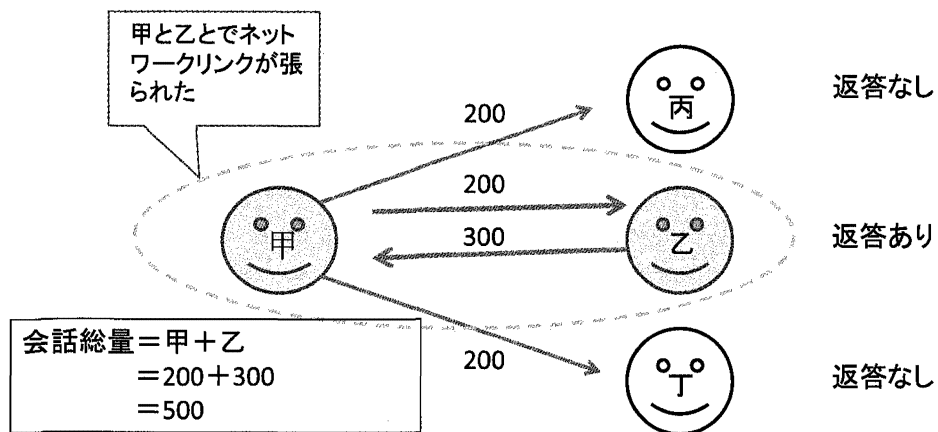 甲と乙とでネット
ワークリンクが張
られた
200
丙
返答なし
200
甲
300
乙
返答あり
会話総量=甲+乙
=200+300
=500
200
丁
返答なし